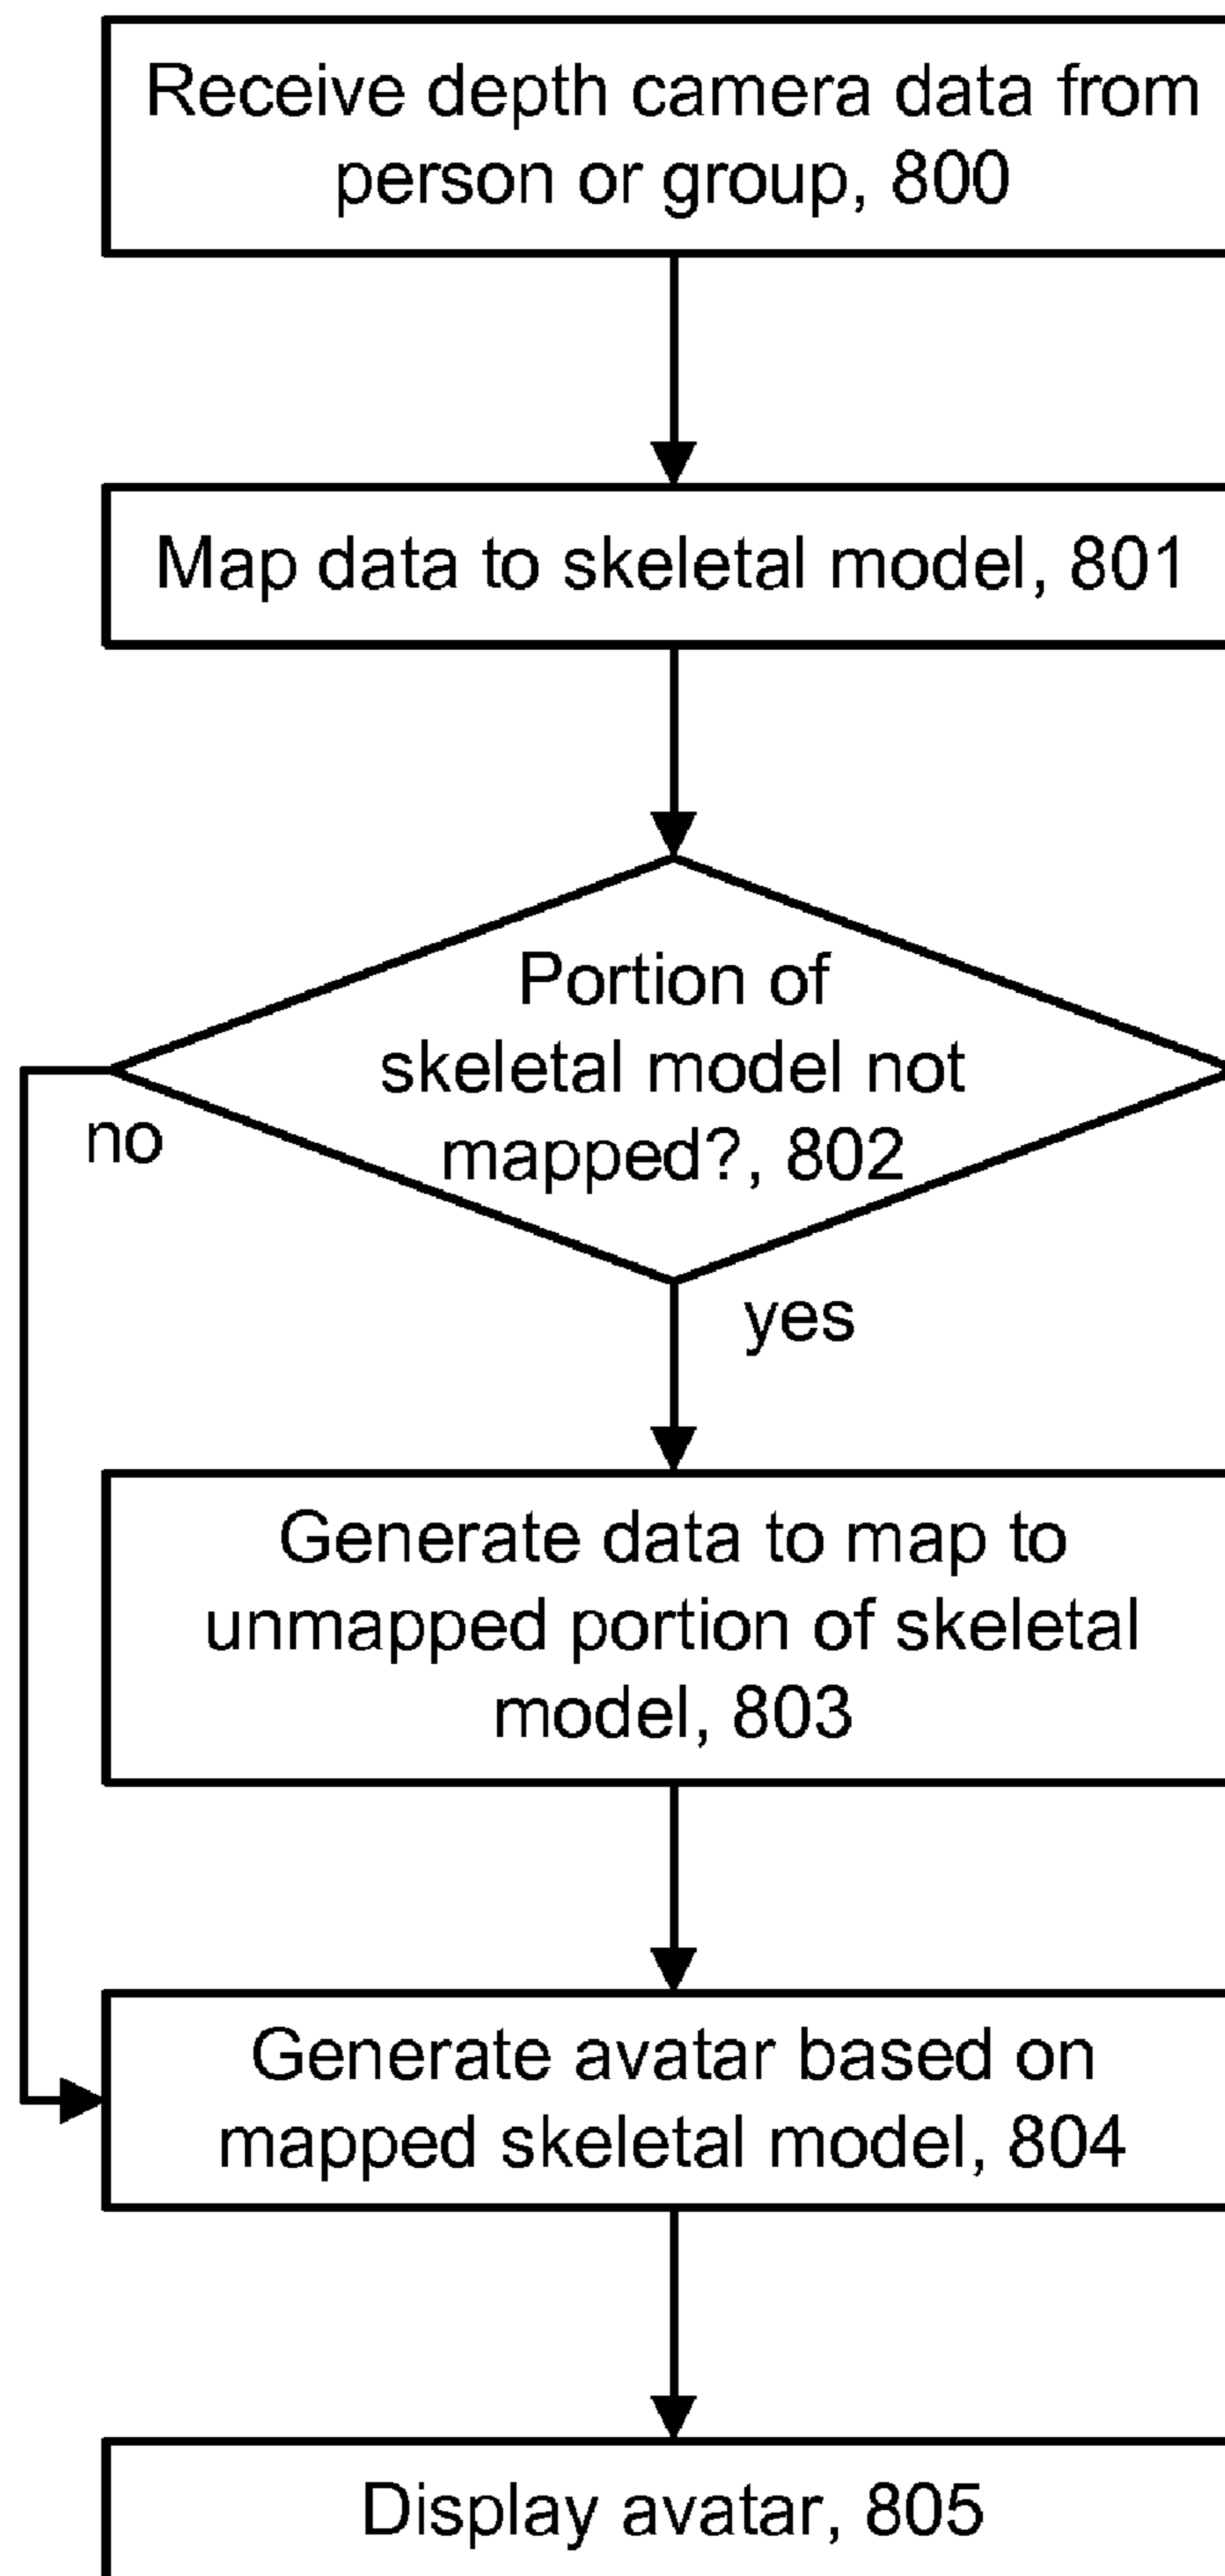 Receive depth camera data from
person or group, 800
Map data to skeletal model, 801
Portion of
skeletal model not
mapped?, 802
no
yes
Generate data to map to
unmapped portion of skeletal
model, 803
Generate avatar based on
mapped skeletal model, 804
Display avatar, 805